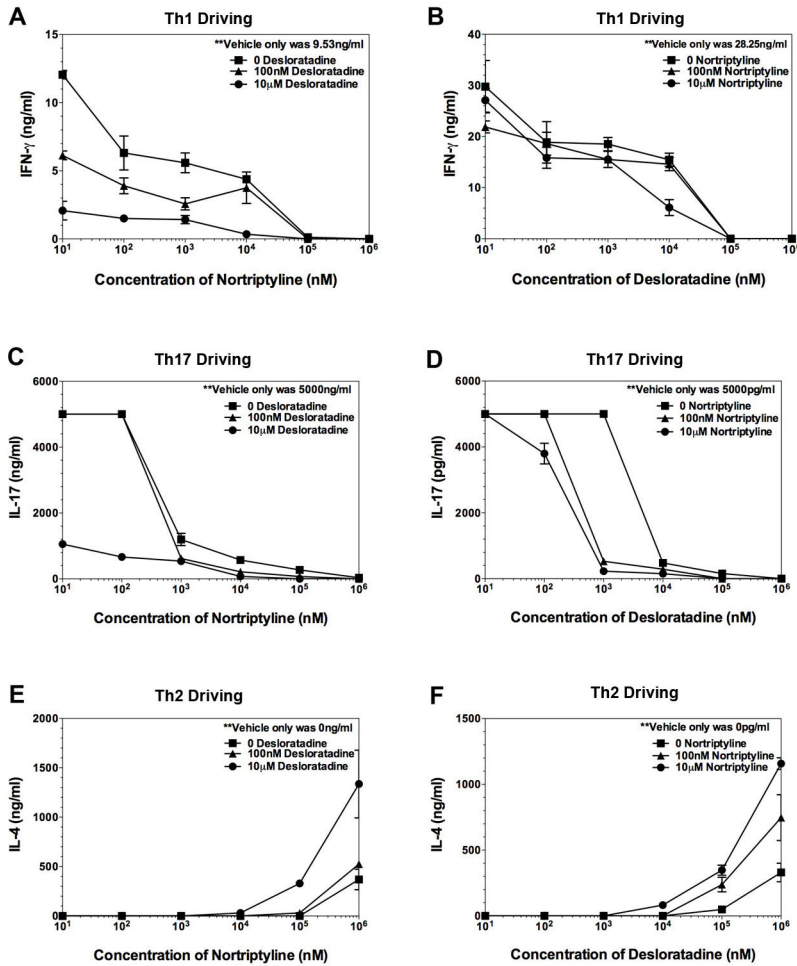 A
Th1 Driving
**Vehicle only was 9.53ng/ml
0 Desloratadine
100nM Desloratadine
10μM Desloratadine
IFN-γ (ng/ml)
15
10
5
0
10¹ 10² 10³ 10⁴ 10⁵ 10⁶
Concentration of Nortriptyline (nM)
B
Th1 Driving
**Vehicle only was 28.25ng/ml
0 Nortriptyline
100nM Nortriptyline
10μM Nortriptyline
IFN-γ (ng/ml)
40
30
20
10
0
10¹ 10² 10³ 10⁴ 10⁵ 10⁶
Concentration of Desloratadine (nM)
C
Th17 Driving
**Vehicle only was 5000ng/ml
0 Desloratadine
100nM Desloratadine
10μM Desloratadine
IL-17 (ng/ml)
6000
4000
2000
0
10¹ 10² 10³ 10⁴ 10⁵ 10⁶
Concentration of Nortriptyline (nM)
D
Th17 Driving
**Vehicle only was 5000pg/ml
0 Nortriptyline
100nM Nortriptyline
10μM Nortriptyline
IL-17 (pg/ml)
6000
4000
2000
0
10¹ 10² 10³ 10⁴ 10⁵ 10⁶
Concentration of Desloratadine (nM)
E
Th2 Driving
**Vehicle only was 0ng/ml
0 Desloratadine
100nM Desloratadine
10μM Desloratadine
IL-4 (ng/ml)
2000
1500
1000
500
0
10¹ 10² 10³ 10⁴ 10⁵ 10⁶
Concentration of Nortriptyline (nM)
F
Th2 Driving
**Vehicle only was 0pg/ml
0 Nortriptyline
100nM Nortriptyline
10μM Nortriptyline
IL-4 (ng/ml)
1500
1000
500
0
10¹ 10² 10³ 10⁴ 10⁵ 10⁶
Concentration of Desloratadine (nM)